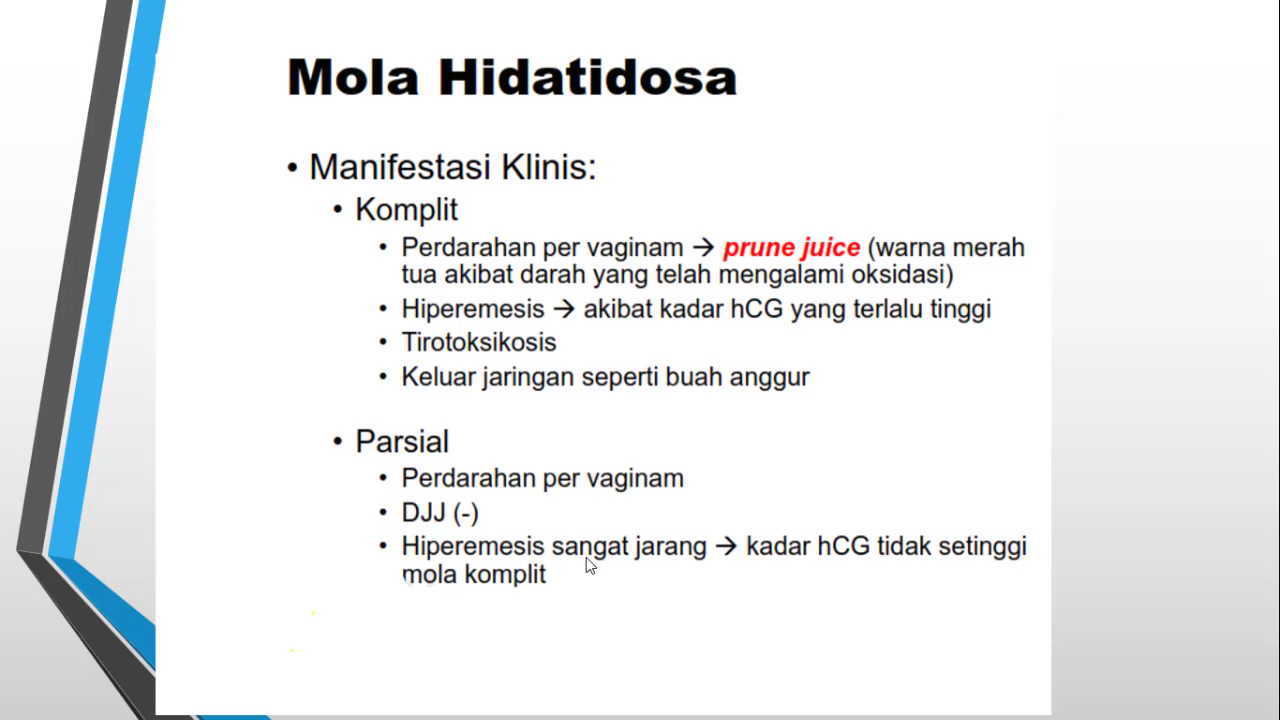 Mola Hidatidosa
• Manifestasi Klinis:
• Komplit
• Perdarahan per vaginam → prune juice (warna merah
tua akibat darah yang telah mengalami oksidasi)
• Hiperemesis → akibat kadar hCG yang terlalu tinggi
• Tirotoksikosis
• Keluar jaringan seperti buah anggur
• Parsial
• Perdarahan per vaginam
• DJJ (-)
• Hiperemesis sangat jarang → kadar hCG tidak setinggi
mola komplit